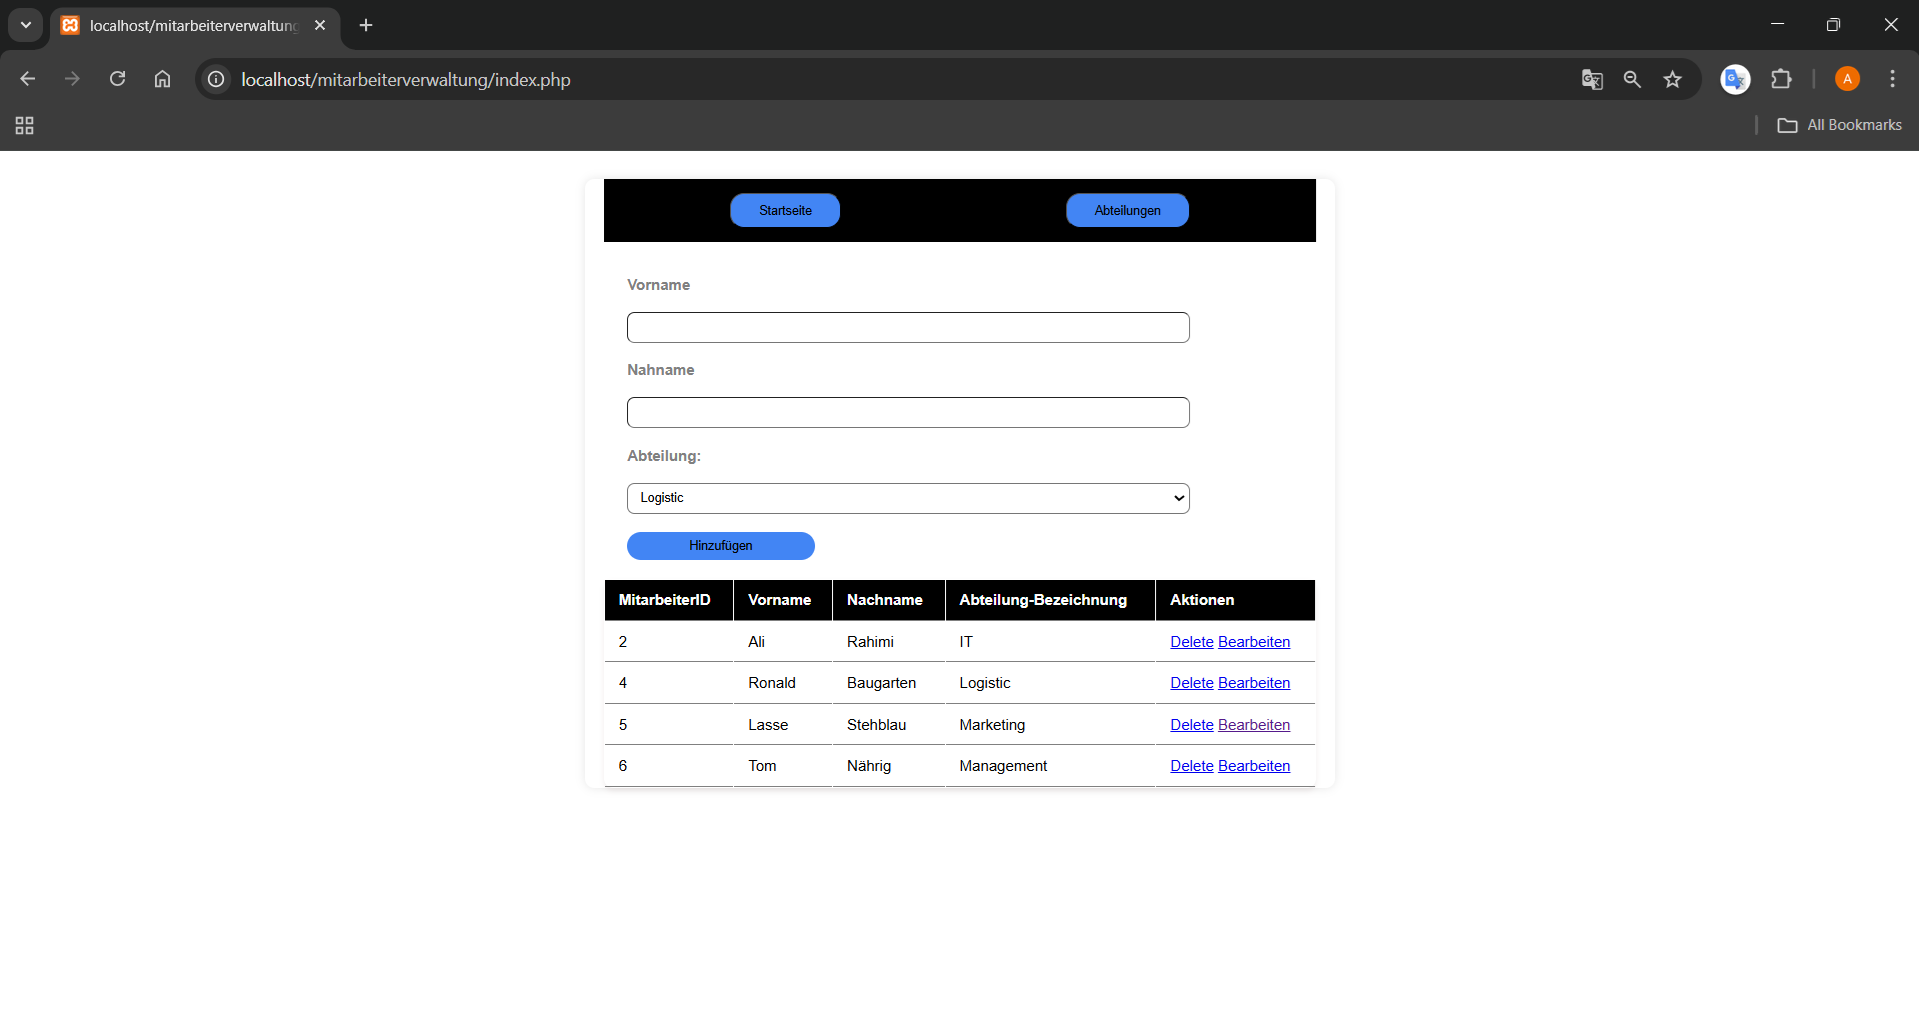 localhost/mitarbeiterverwaltung
localhost/mitarbeiterverwaltung/index.php
A
All Bookmarks
Startseite Abteilungen
Vorname
Nahname
Abteilung:
Logistic
Hinzufügen
MitarbeiterID Vorname Nachname Abteilung-Bezeichnung Aktionen
2 Ali Rahimi IT Delete Bearbeiten
4 Ronald Baugarten Logistic Delete Bearbeiten
5 Lasse Stehblau Marketing Delete Bearbeiten
6 Tom Nährig Management Delete Bearbeiten